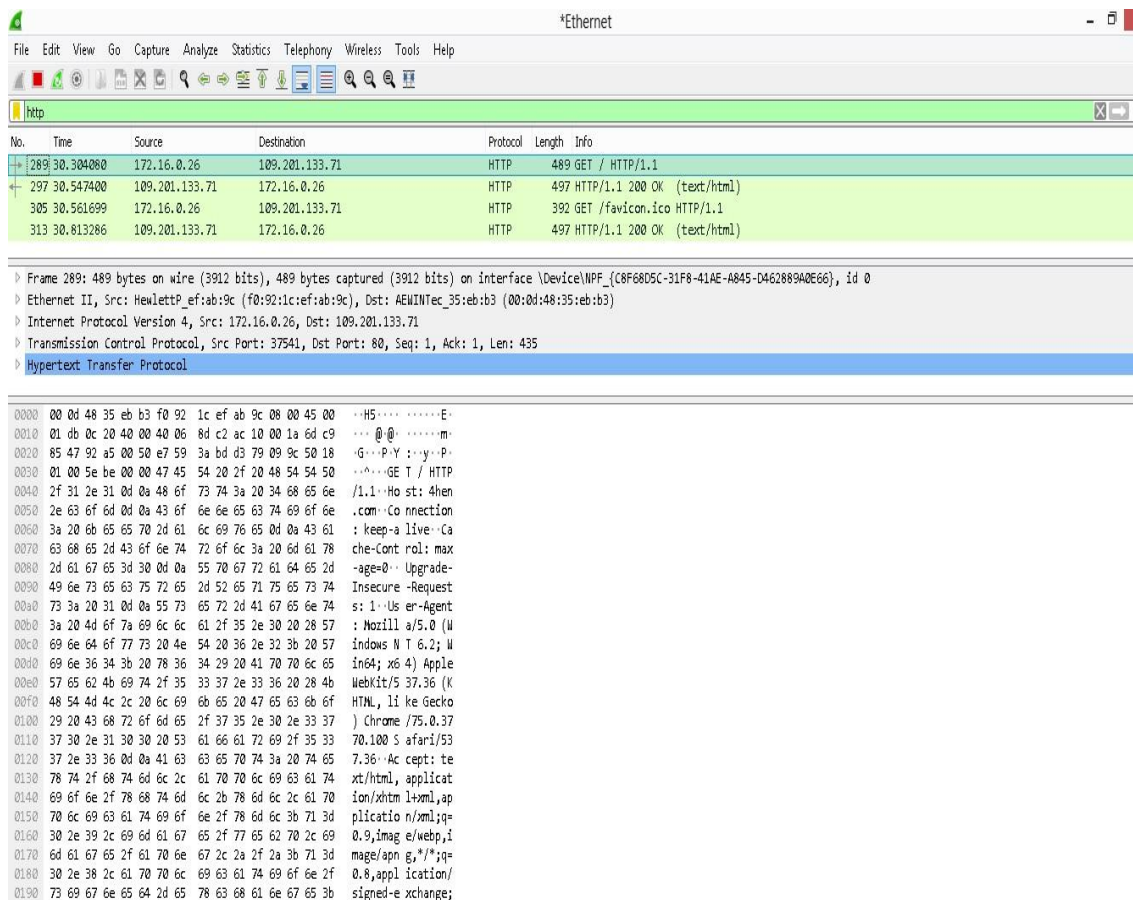 *Ethernet
File Edit View Go Capture Analyze Statistics Telephony Wireless Tools Help
http
No. Time Source Destination Protocol Length Info
289 30.304080 172.16.0.26 109.201.133.71 HTTP 489 GET / HTTP/1.1
297 30.547400 109.201.133.71 172.16.0.26 HTTP 497 HTTP/1.1 200 OK (text/html)
305 30.561699 172.16.0.26 109.201.133.71 HTTP 392 GET /favicon.ico HTTP/1.1
313 30.813286 109.201.133.71 172.16.0.26 HTTP 497 HTTP/1.1 200 OK (text/html)
Frame 289: 489 bytes on wire (3912 bits), 489 bytes captured (3912 bits) on interface \Device\NPF_{C8F68D5C-31F8-41AE-A845-D462889A0E66}, id 0
Ethernet II, Src: HewlettP_ef:ab:9c (f0:92:1c:ef:ab:9c), Dst: AEWINTec_35:eb:b3 (00:0d:48:35:eb:b3)
Internet Protocol Version 4, Src: 172.16.0.26, Dst: 109.201.133.71
Transmission Control Protocol, Src Port: 37541, Dst Port: 80, Seq: 1, Ack: 1, Len: 435
Hypertext Transfer Protocol
0000 00 0d 48 35 eb b3 f0 92 1c ef ab 9c 08 00 45 00 ··H5···· ······E·
0010 01 db 0c 20 40 00 40 06 8d c2 ac 10 00 1a 6d c9 ··· @·@· ······m·
0020 85 47 92 a5 00 50 e7 59 3a bd d3 79 09 9c 50 18 ·G···P·Y :··y··P·
0030 01 00 5e be 00 00 47 45 54 20 2f 20 48 54 54 50 ··^···GE T / HTTP
0040 2f 31 2e 31 0d 0a 48 6f 73 74 3a 20 34 68 65 6e /1.1··Ho st: 4hen
0050 2e 63 6f 6d 0d 0a 43 6f 6e 6e 65 63 74 69 6f 6e .com··Co nnection
0060 3a 20 6b 65 65 70 2d 61 6c 69 76 65 0d 0a 43 61 : keep-a live··Ca
0070 63 68 65 2d 43 6f 6e 74 72 6f 6c 3a 20 6d 61 78 che-Cont rol: max
0080 2d 61 67 65 3d 30 0d 0a 55 70 67 72 61 64 65 2d -age=0·· Upgrade-
0090 49 6e 73 65 63 75 72 65 2d 52 65 71 75 65 73 74 Insecure -Request
00a0 73 3a 20 31 0d 0a 55 73 65 72 2d 41 67 65 6e 74 s: 1··Us er-Agent
00b0 3a 20 4d 6f 7a 69 6c 6c 61 2f 35 2e 30 20 28 57 : Mozill a/5.0 (W
00c0 69 6e 64 6f 77 73 20 4e 54 20 36 2e 32 3b 20 57 indows N T 6.2; W
00d0 69 6e 36 34 3b 20 78 36 34 29 20 41 70 70 6c 65 in64; x6 4) Apple
00e0 57 65 62 4b 69 74 2f 35 33 37 2e 33 36 20 28 4b WebKit/5 37.36 (K
00f0 48 54 4d 4c 2c 20 6c 69 6b 65 20 47 65 63 6b 6f HTML, li ke Gecko
0100 29 20 43 68 72 6f 6d 65 2f 37 35 2e 30 2e 33 37 ) Chrome /75.0.37
0110 37 30 2e 31 30 30 20 53 61 66 61 72 69 2f 35 33 70.100 S afari/53
0120 37 2e 33 36 0d 0a 41 63 63 65 70 74 3a 20 74 65 7.36··Ac cept: te
0130 78 74 2f 68 74 6d 6c 2c 61 70 70 6c 69 63 61 74 xt/html, applicat
0140 69 6f 6e 2f 78 68 74 6d 6c 2b 78 6d 6c 2c 61 70 ion/xhtm l+xml,ap
0150 70 6c 69 63 61 74 69 6f 6e 2f 78 6d 6c 3b 71 3d plicatio n/xml;q=
0160 30 2e 39 2c 69 6d 61 67 65 2f 77 65 62 70 2c 69 0.9,imag e/webp,i
0170 6d 61 67 65 2f 61 70 6e 67 2c 2a 2f 2a 3b 71 3d mage/apn g,*/*;q=
0180 30 2e 38 2c 61 70 70 6c 69 63 61 74 69 6f 6e 2f 0.8,appl ication/
0190 73 69 67 6e 65 64 2d 65 78 63 68 61 6e 67 65 3b signed-e xchange;